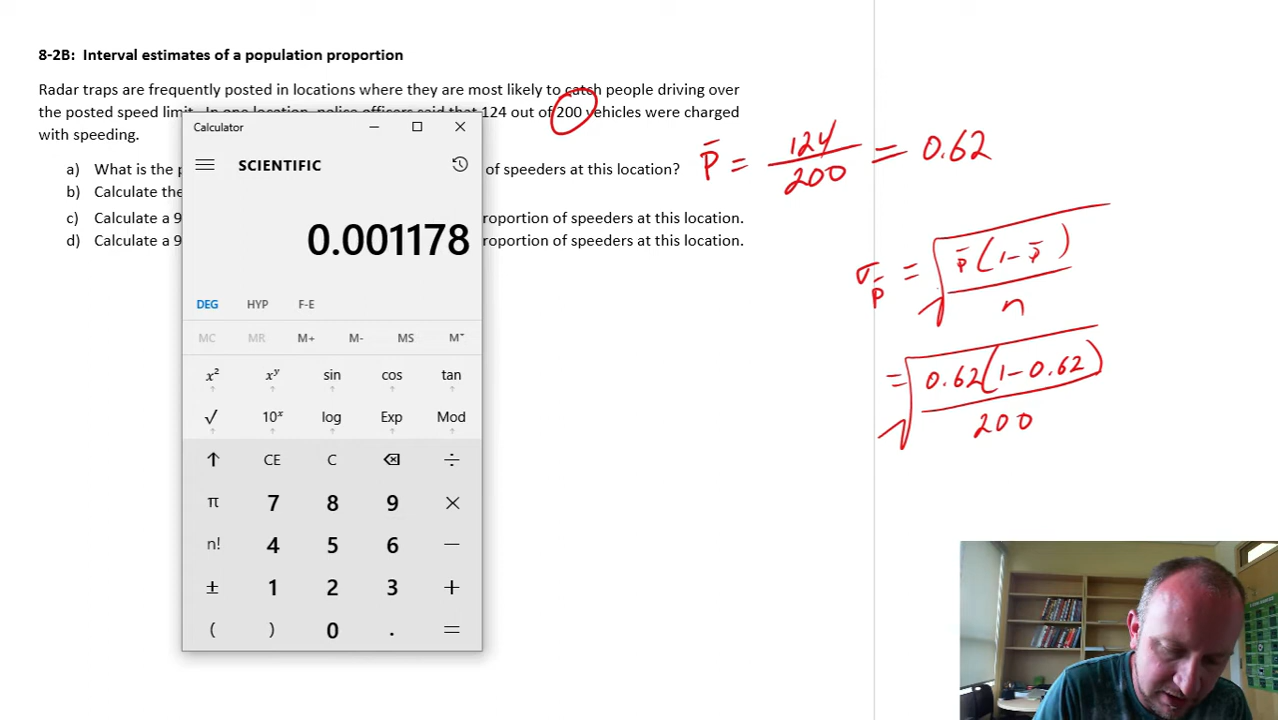 8-2B: Interval estimates of a population proportion
Radar traps are frequently posted in locations where they are most likely to catch people driving over
the posted speed limit. In one location, police officers said that 124 out of 200 vehicles were charged
with speeding.
a) What is the p of speeders at this location?
b) Calculate the
c) Calculate a 9 roportion of speeders at this location.
d) Calculate a 9 roportion of speeders at this location.
Calculator
SCIENTIFIC
0.001178
DEG HYP F-E
MC MR M+ M- MS M˅
x² xʸ sin cos tan
√ 10ˣ log Exp Mod
↑ CE C ⌫ ÷
π 7 8 9 ×
n! 4 5 6 −
± 1 2 3 +
( ) 0 . =
p̄ = 124/200 = 0.62
σp̄ = √(p̄(1-p̄)/n)
= √(0.62(1-0.62)/200)